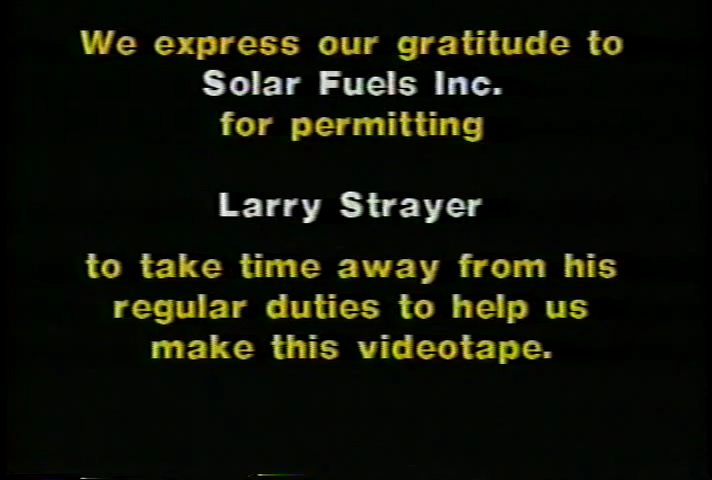 We express our gratitude to
Solar Fuels Inc.
for permitting
Larry Strayer
to take time away from his
regular duties to help us
make this videotape.